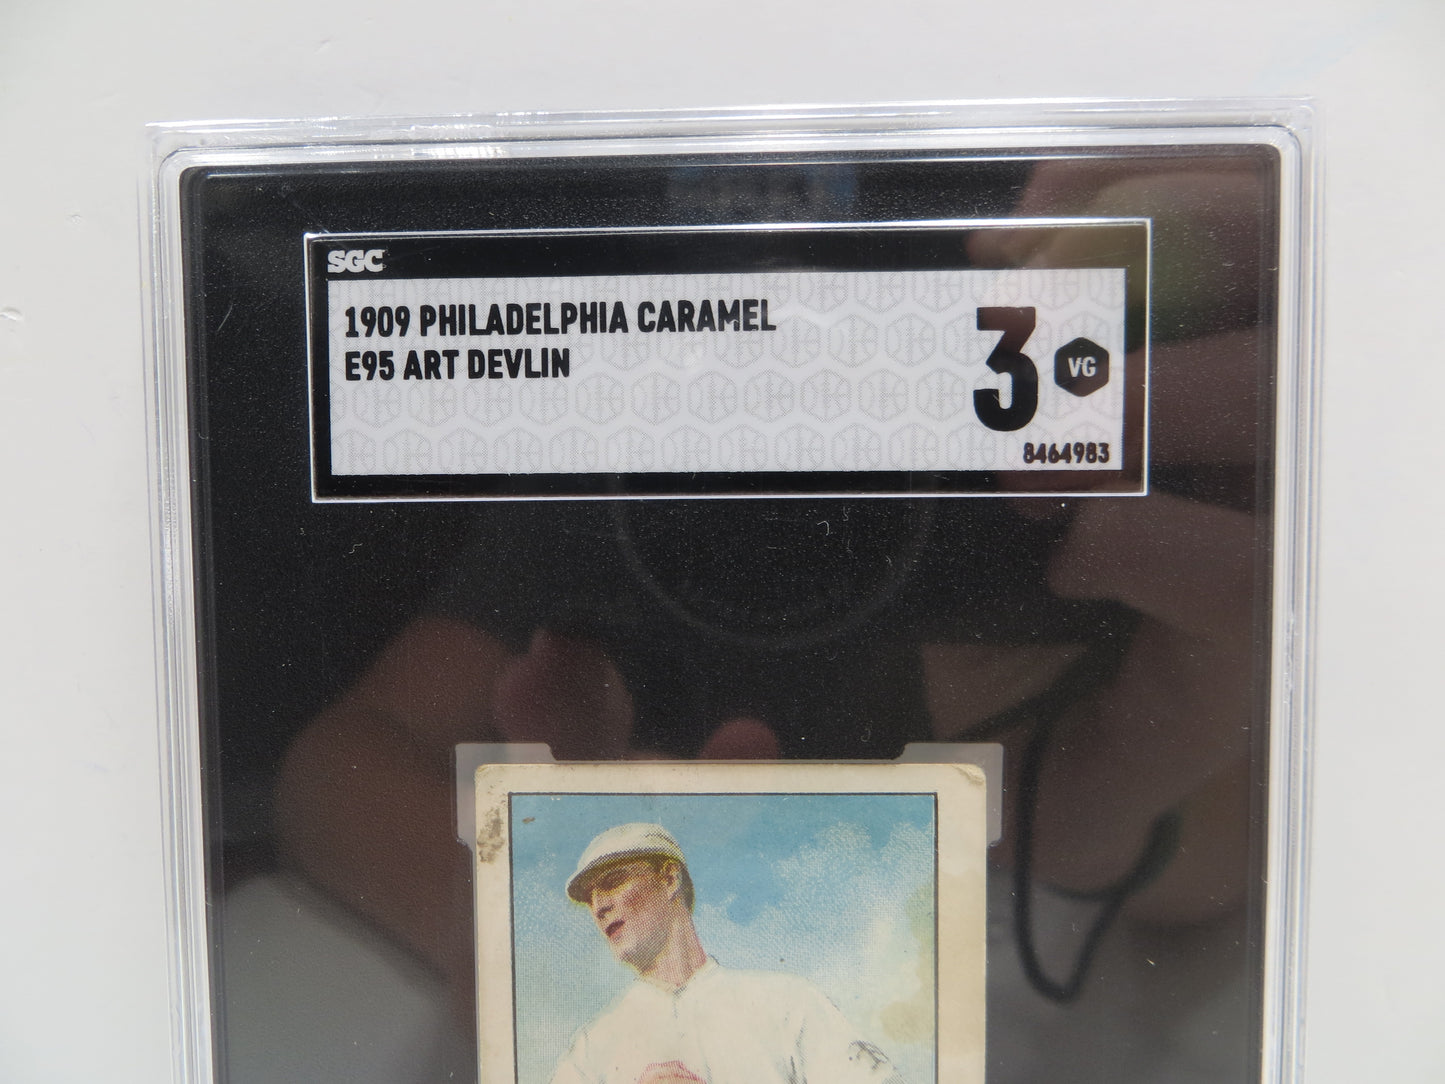 SGC
1909 PHILADELPHIA CARAMEL
E95 ART DEVLIN
3 VG
8464983